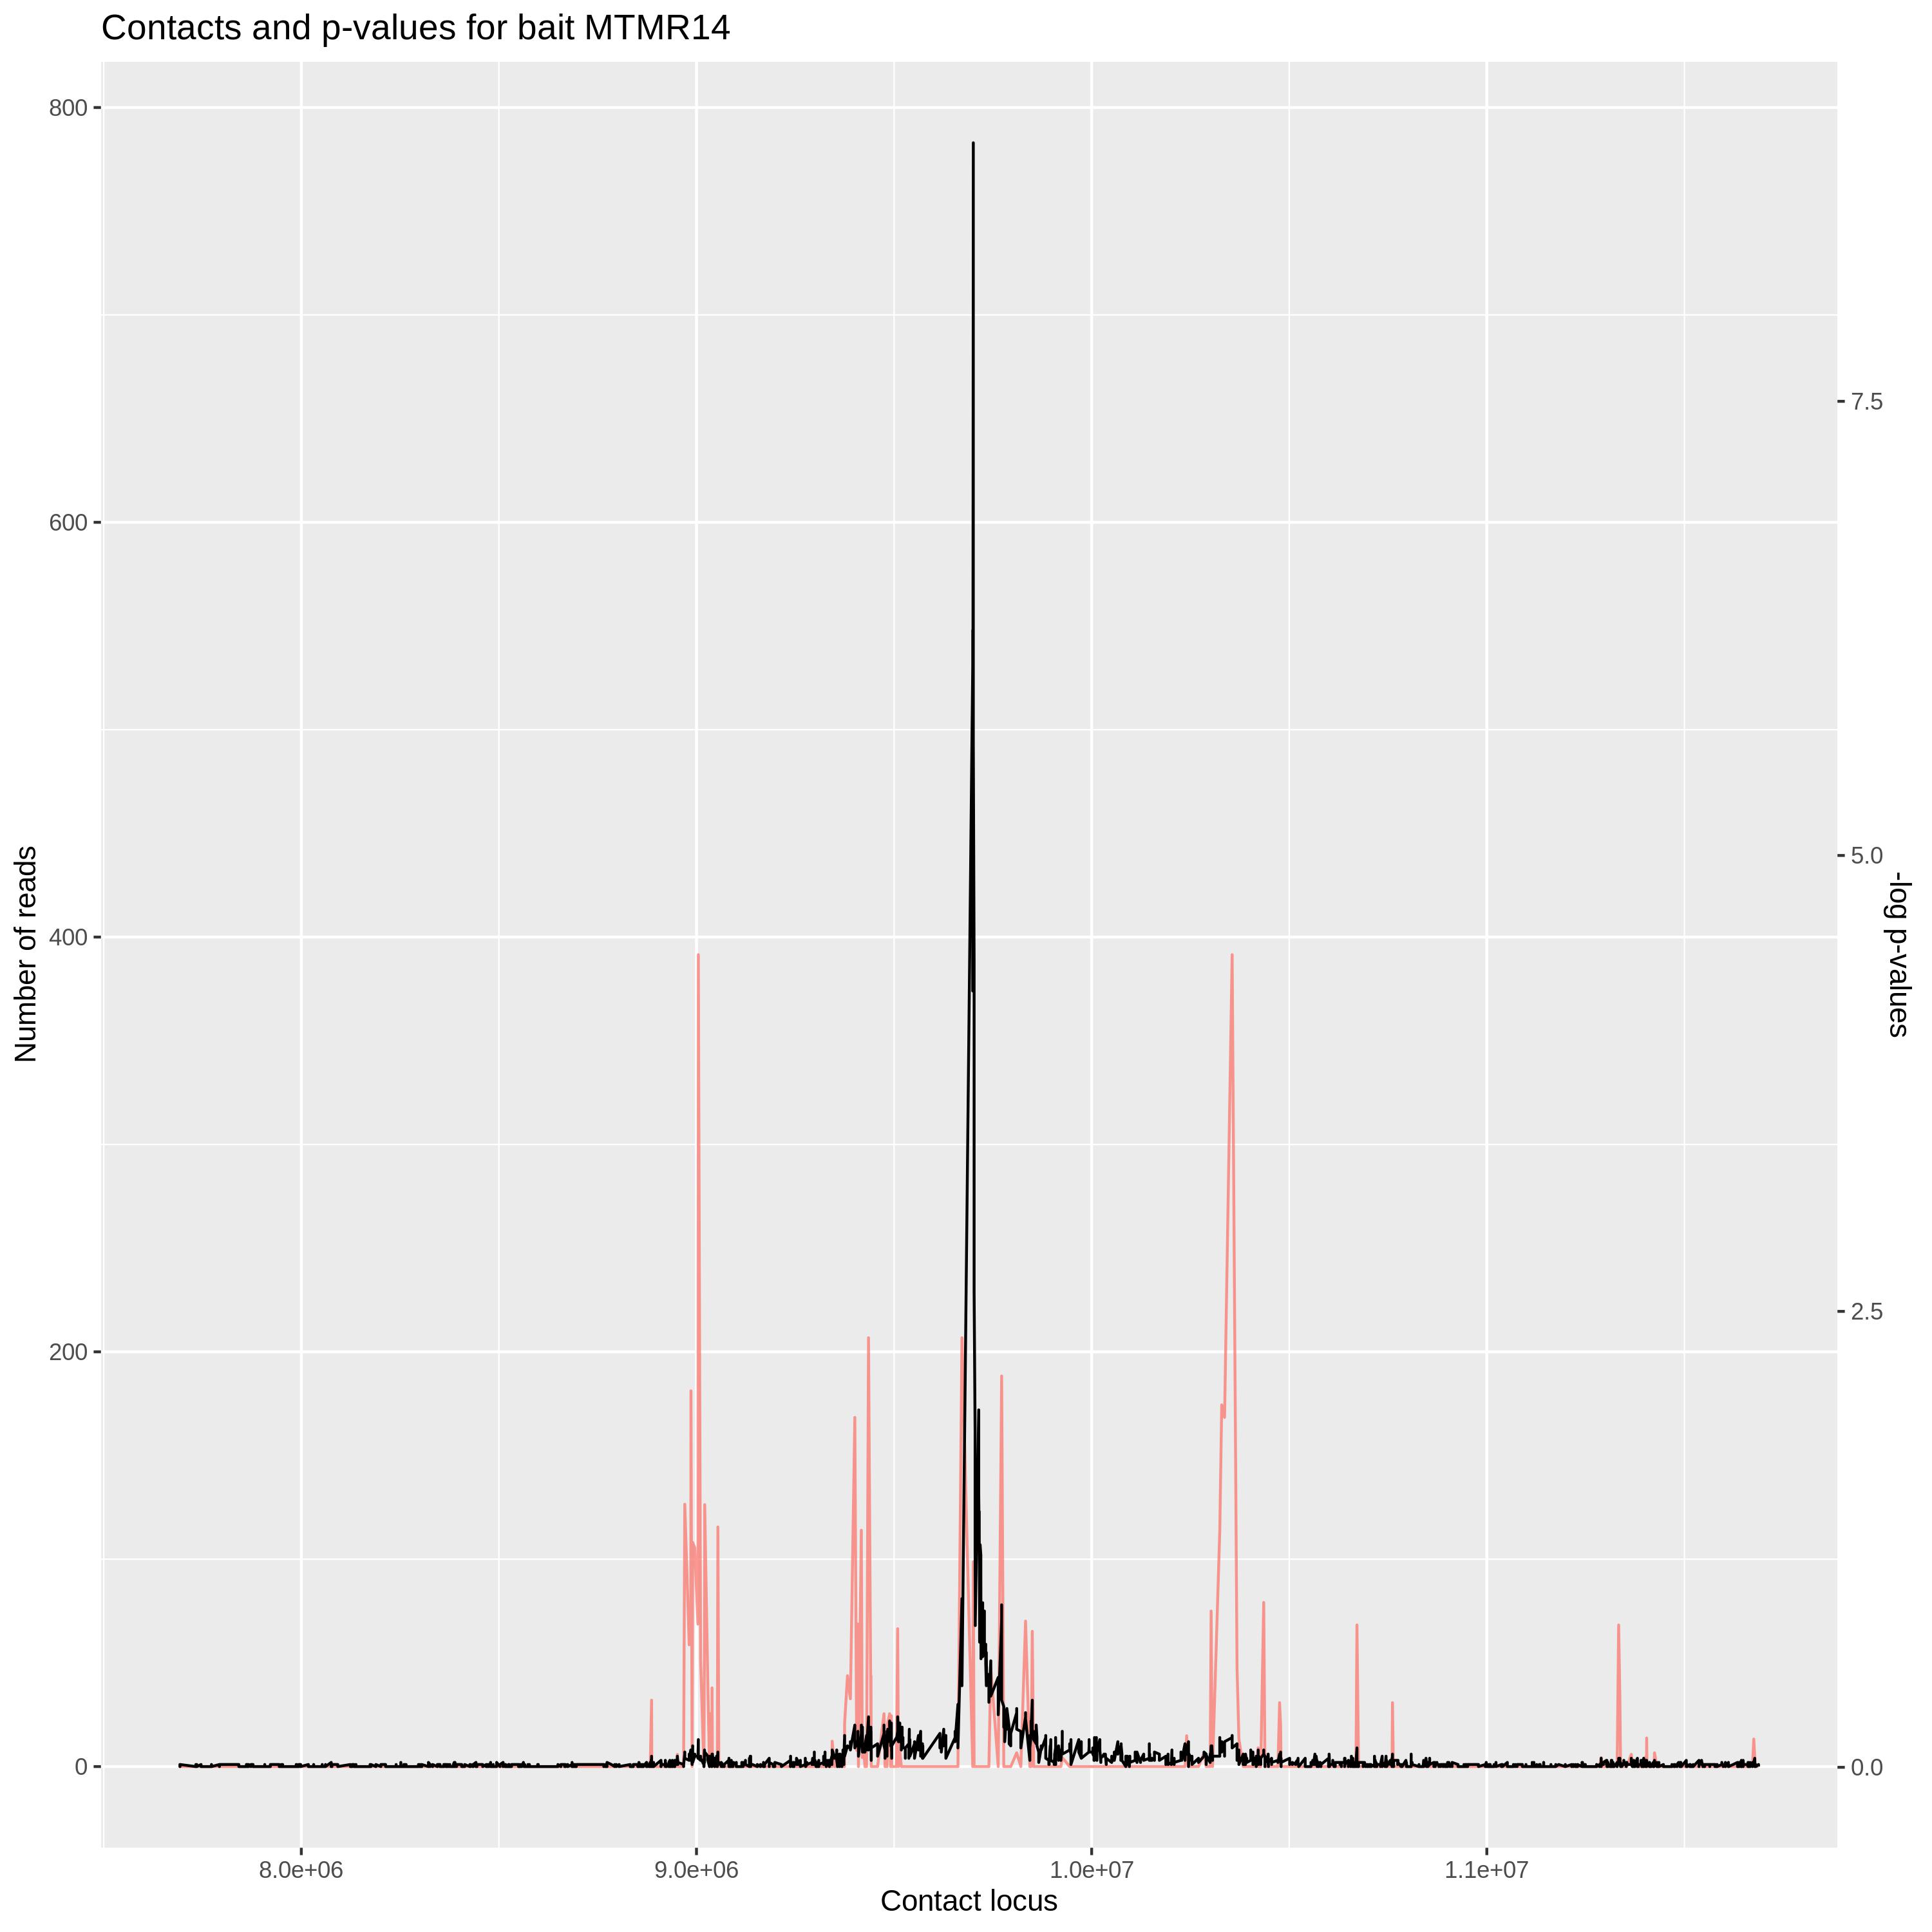 Contacts and p-values for bait MTMR14
800
600
400
200
0
Number of reads
7.5
5.0
2.5
0.0
-log p-values
8.0e+06
9.0e+06
1.0e+07
1.1e+07
Contact locus